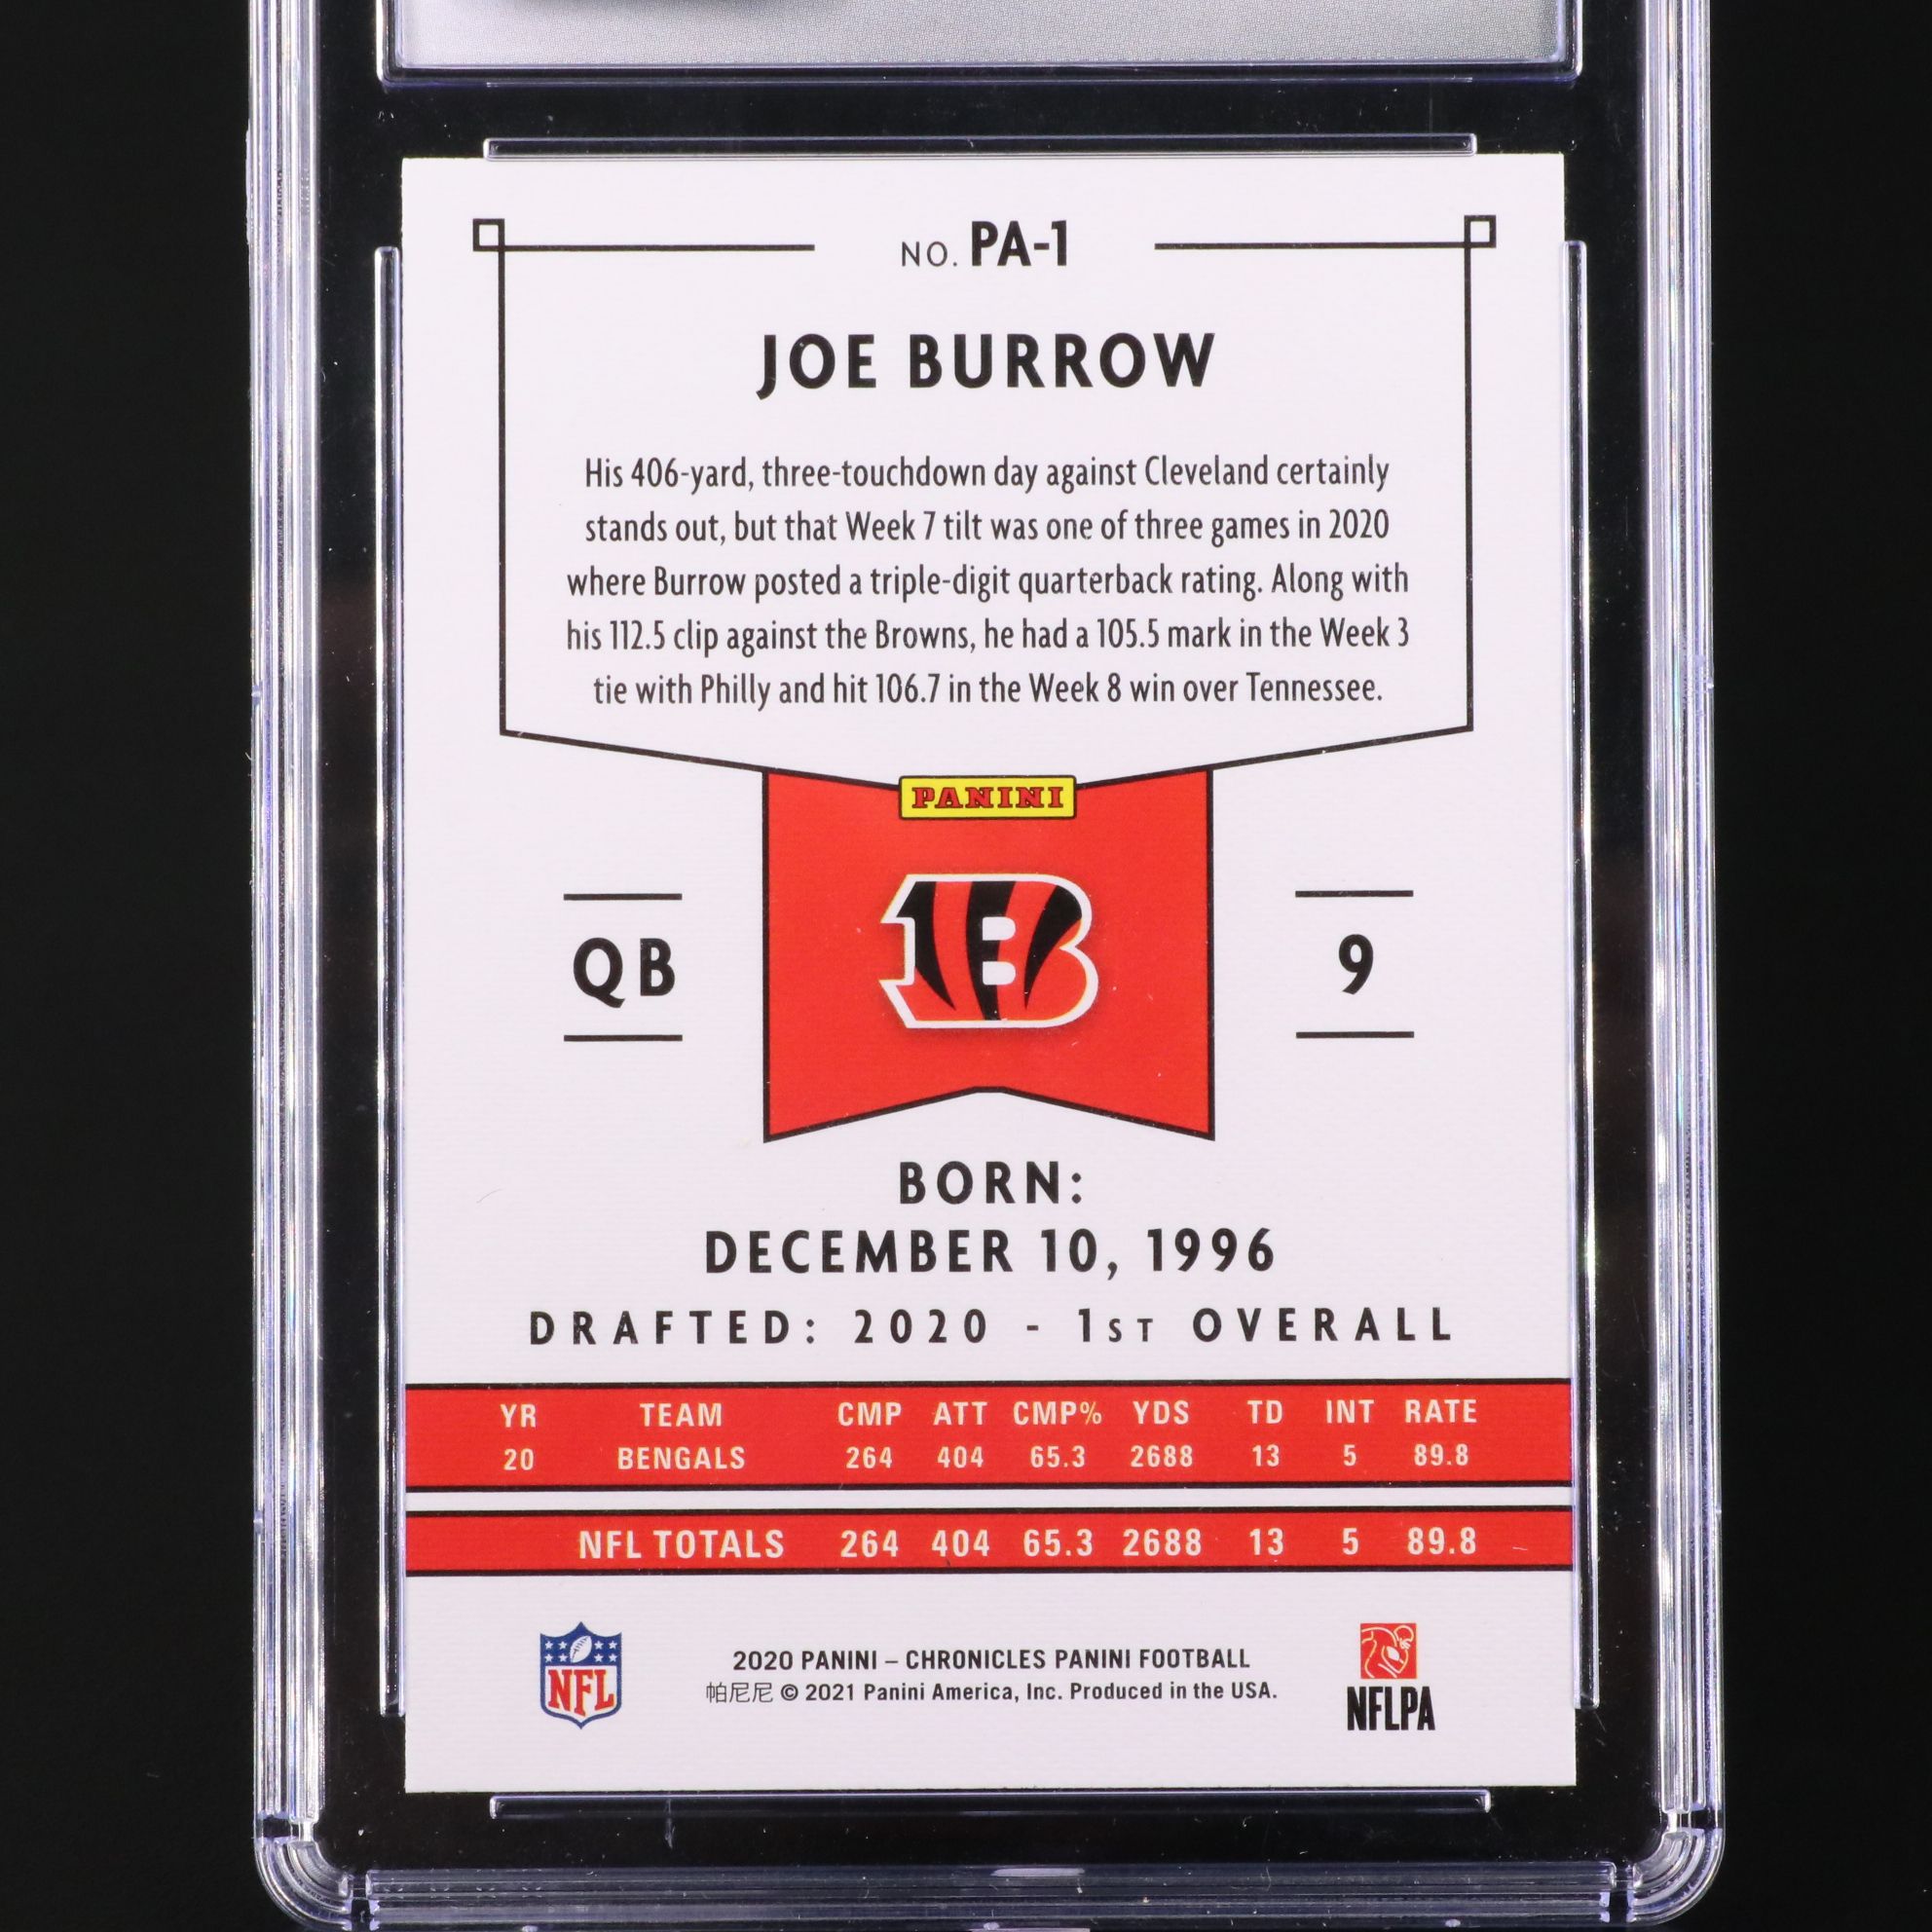 NO. PA-1
JOE BURROW
His 406-yard, three-touchdown day against Cleveland certainly
stands out, but that Week 7 tilt was one of three games in 2020
where Burrow posted a triple-digit quarterback rating. Along with
his 112.5 clip against the Browns, he had a 105.5 mark in the Week 3
tie with Philly and hit 106.7 in the Week 8 win over Tennessee.
PANINI
QB
B
9
BORN:
DECEMBER 10, 1996
DRAFTED: 2020 - 1ST OVERALL
YR TEAM CMP ATT CMP% YDS TD INT RATE
20 BENGALS 264 404 65.3 2688 13 5 89.8
NFL TOTALS 264 404 65.3 2688 13 5 89.8
NFL
2020 PANINI – CHRONICLES PANINI FOOTBALL
帕尼尼 © 2021 Panini America, Inc. Produced in the USA.
NFLPA